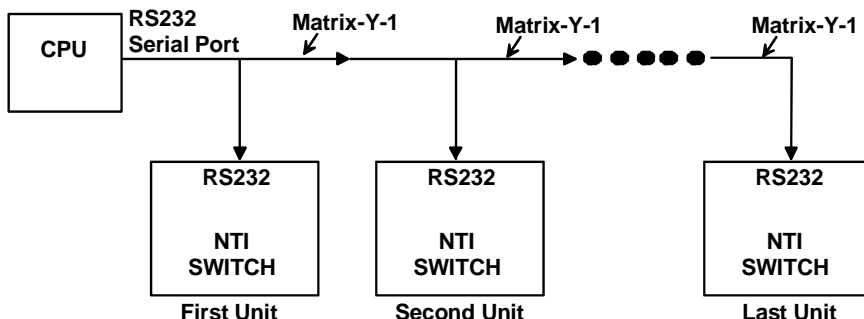 CPU
RS232
Serial Port
Matrix-Y-1
Matrix-Y-1
Matrix-Y-1
RS232
NTI
SWITCH
First Unit
RS232
NTI
SWITCH
Second Unit
RS232
NTI
SWITCH
Last Unit